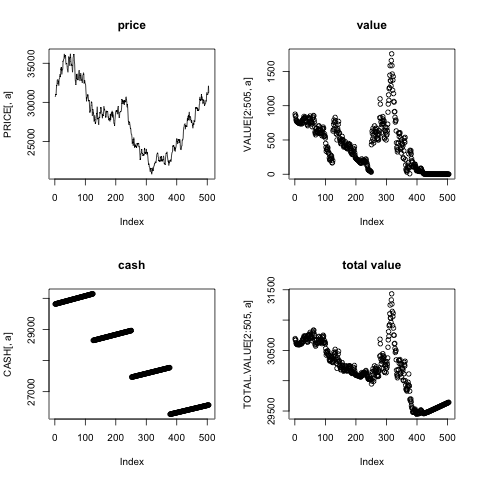 price
PRICE[, a]
35000
30000
25000
0 100 200 300 400 500
Index
value
VALUE[2:505, a]
1500
1000
500
0
0 100 200 300 400 500
Index
cash
CASH[, a]
29000
27000
0 100 200 300 400 500
Index
total value
TOTAL.VALUE[2:505, a]
31500
30500
29500
0 100 200 300 400 500
Index